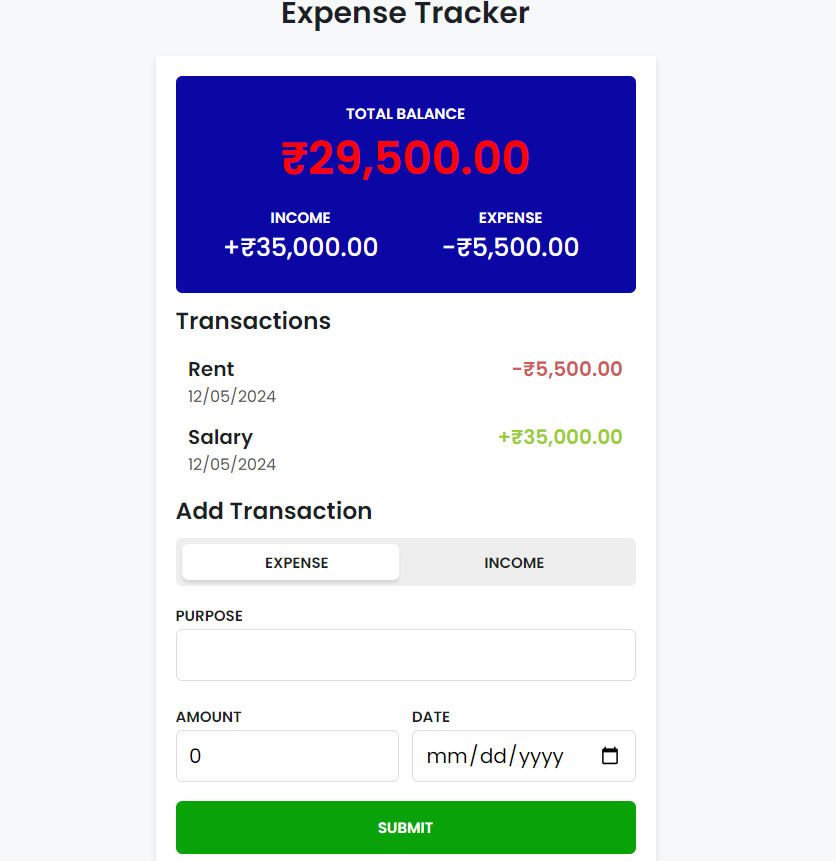 Expense Tracker
TOTAL BALANCE
₹29,500.00
INCOME EXPENSE
+₹35,000.00 -₹5,500.00
Transactions
Rent -₹5,500.00
12/05/2024
Salary +₹35,000.00
12/05/2024
Add Transaction
EXPENSE INCOME
PURPOSE
AMOUNT DATE
0 mm/dd/yyyy
SUBMIT